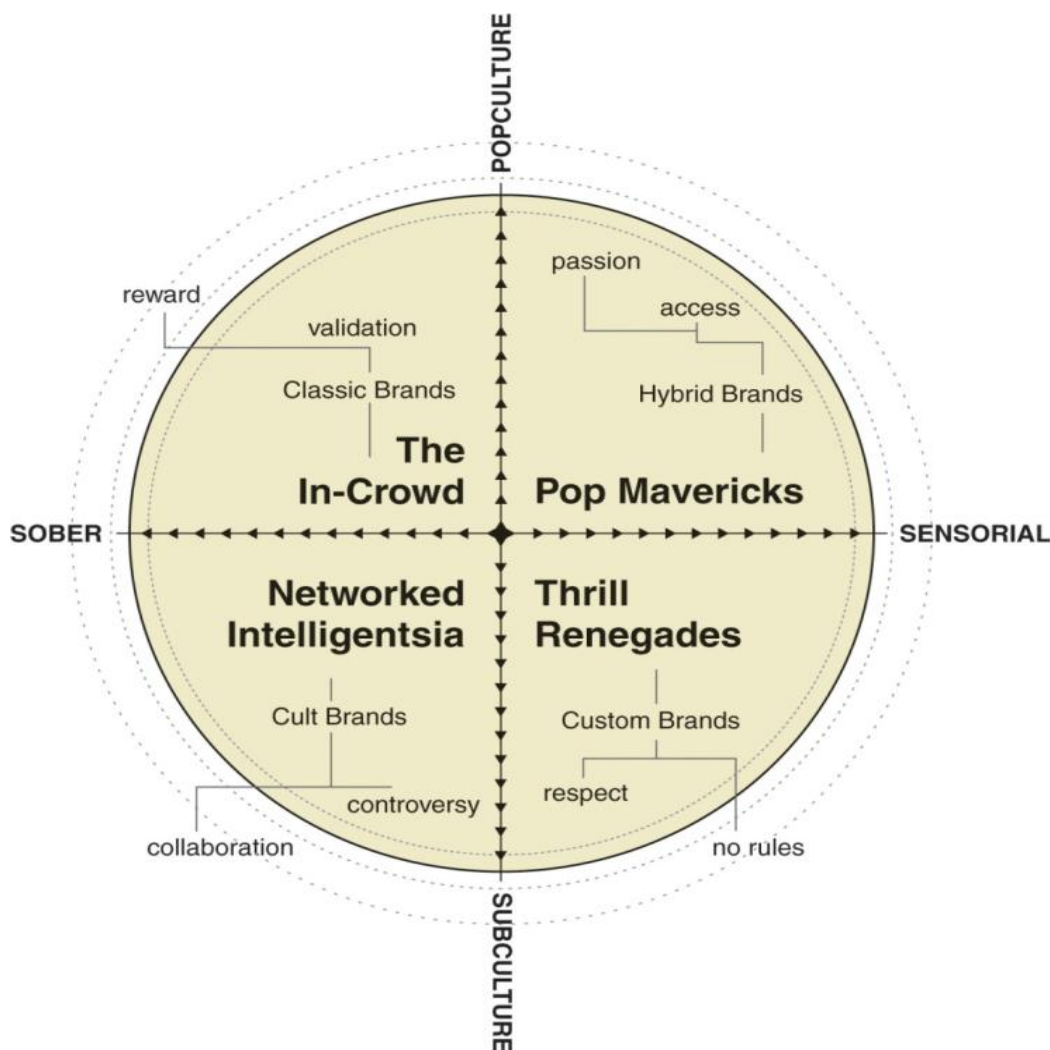 POPCULTURE
passion
reward
access
validation
Classic Brands
Hybrid Brands
The
In-Crowd
Pop Mavericks
SOBER
SENSORIAL
Networked
Intelligentsia
Thrill
Renegades
Cult Brands
Custom Brands
respect
controversy
collaboration
no rules
SUBCULTURE